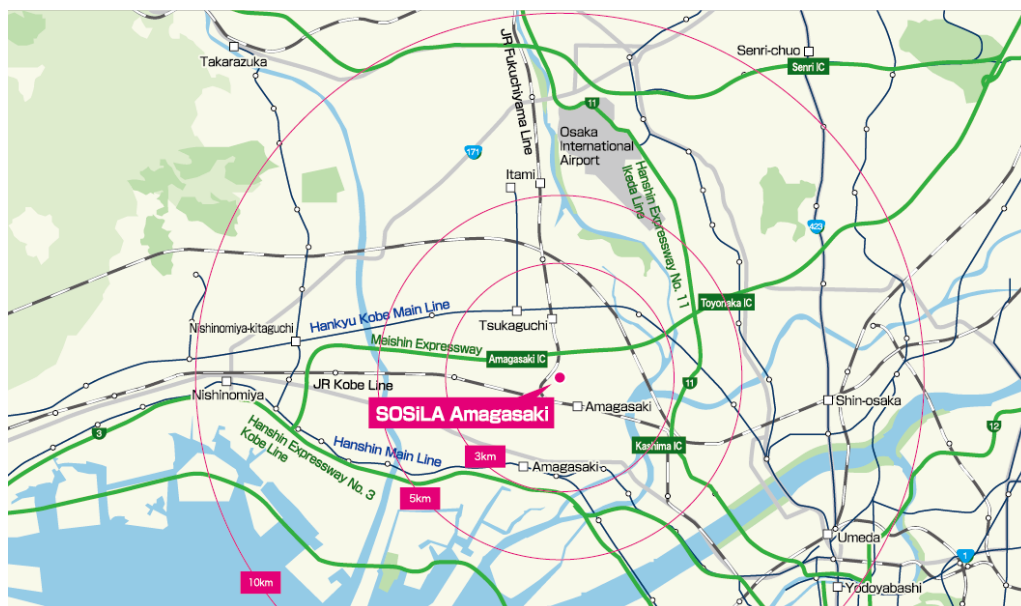 Takarazuka
JR Fukuchiyama Line
Senri-chuo
Senri IC
11
Osaka
International
Airport
171
Itami
Hanshin Expressway No. 11
Ikeda Line
423
Toyonaka IC
Hankyu Kobe Main Line
Tsukaguchi
Nishinomiya-kitaguchi
Meishin Expressway
Amagasaki IC
JR Kobe Line
Nishinomiya
11
SOSiLA Amagasaki
Amagasaki
Shin-osaka
3
Hanshin Expressway No. 3
Kobe Line
Hanshin Main Line
Kashima IC
12
3km
Amagasaki
5km
Umeda
1
10km
Yodoyabashi